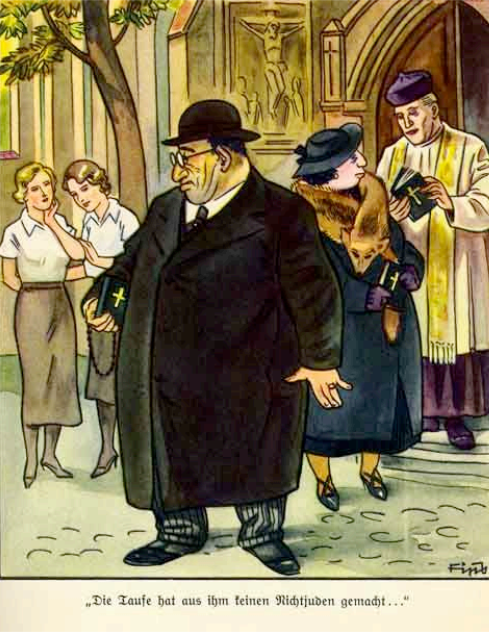 Fips
„Die Taufe hat aus ihm keinen Nichtjuden gemacht...“